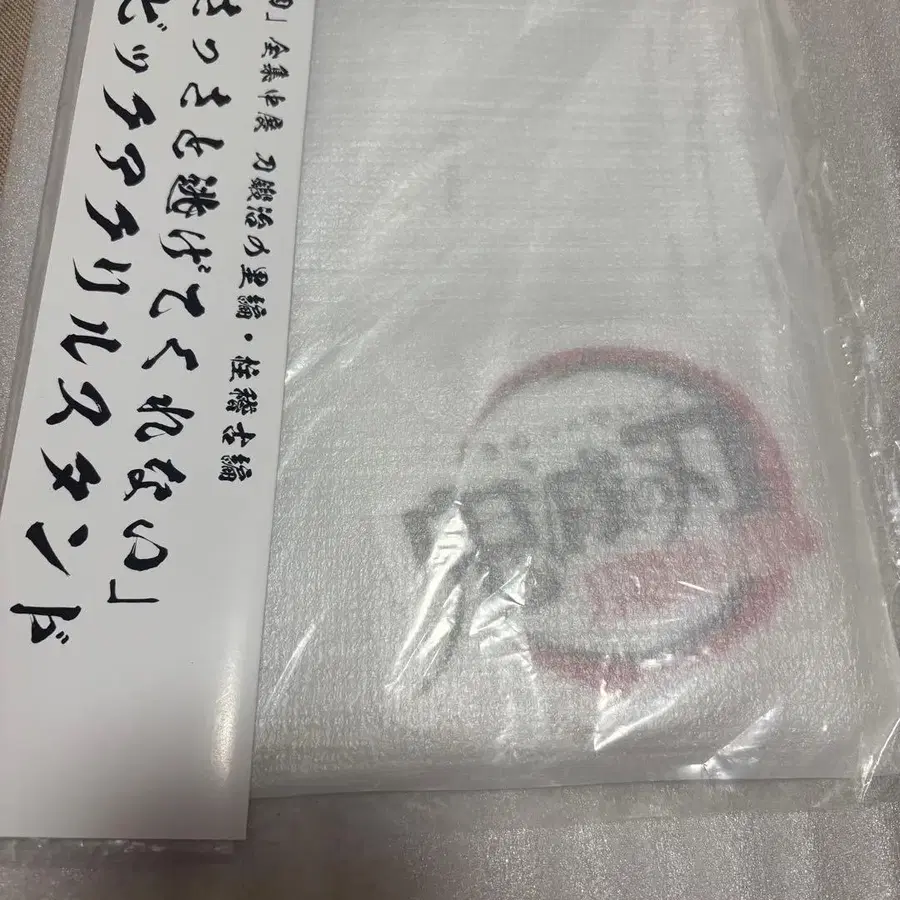 刃」全集中展 刀鍛冶の里編・柱稽古編
さっさと逃げてくれない」
ビッグアクリルスタンド